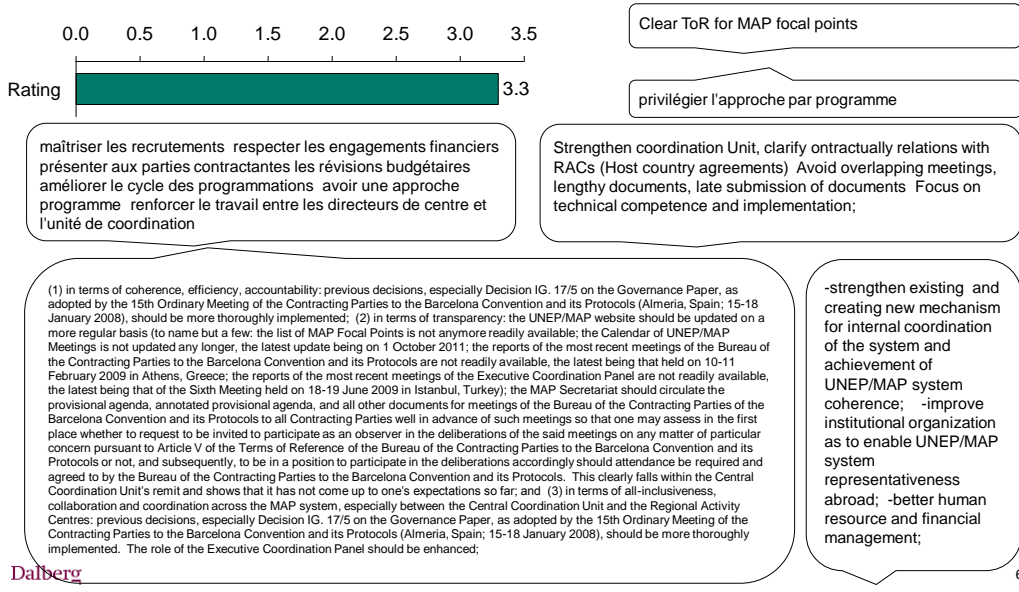 0.0 0.5 1.0 1.5 2.0 2.5 3.0 3.5
Rating 3.3
Clear ToR for MAP focal points
privilégier l'approche par programme
maîtriser les recrutements respecter les engagements financiers
présenter aux parties contractantes les révisions budgétaires
améliorer le cycle des programmations avoir une approche
programme renforcer le travail entre les directeurs de centre et
l'unité de coordination
Strengthen coordination Unit, clarify ontractually relations with
RACs (Host country agreements) Avoid overlapping meetings,
lengthy documents, late submission of documents Focus on
technical competence and implementation;
(1) in terms of coherence, efficiency, accountability: previous decisions, especially Decision IG. 17/5 on the Governance Paper, as
adopted by the 15th Ordinary Meeting of the Contracting Parties to the Barcelona Convention and its Protocols (Almeria, Spain; 15-18
January 2008), should be more thoroughly implemented; (2) in terms of transparency: the UNEP/MAP website should be updated on a
more regular basis (to name but a few: the list of MAP Focal Points is not anymore readily available; the Calendar of UNEP/MAP
Meetings is not updated any longer, the latest update being on 1 October 2011; the reports of the most recent meetings of the Bureau of
the Contracting Parties to the Barcelona Convention and its Protocols are not readily available, the latest being that held on 10-11
February 2009 in Athens, Greece; the reports of the most recent meetings of the Executive Coordination Panel are not readily available,
the latest being that of the Sixth Meeting held on 18-19 June 2009 in Istanbul, Turkey); the MAP Secretariat should circulate the
provisional agenda, annotated provisional agenda, and all other documents for meetings of the Bureau of the Contracting Parties of the
Barcelona Convention and its Protocols to all Contracting Parties well in advance of such meetings so that one may assess in the first
place whether to request to be invited to participate as an observer in the deliberations of the said meetings on any matter of particular
concern pursuant to Article V of the Terms of Reference of the Bureau of the Contracting Parties to the Barcelona Convention and its
Protocols or not, and subsequently, to be in a position to participate in the deliberations accordingly should attendance be required and
agreed to by the Bureau of the Contracting Parties to the Barcelona Convention and its Protocols. This clearly falls within the Central
Coordination Unit's remit and shows that it has not come up to one's expectations so far; and (3) in terms of all-inclusiveness,
collaboration and coordination across the MAP system, especially between the Central Coordination Unit and the Regional Activity
Centres: previous decisions, especially Decision IG. 17/5 on the Governance Paper, as adopted by the 15th Ordinary Meeting of the
Contracting Parties to the Barcelona Convention and its Protocols (Almeria, Spain; 15-18 January 2008), should be more thoroughly
implemented. The role of the Executive Coordination Panel should be enhanced;
-strengthen existing and
creating new mechanism
for internal coordination
of the system and
achievement of
UNEP/MAP system
coherence; -improve
institutional organization
as to enable UNEP/MAP
system
representativeness
abroad; -better human
resource and financial
management;
Dalberg